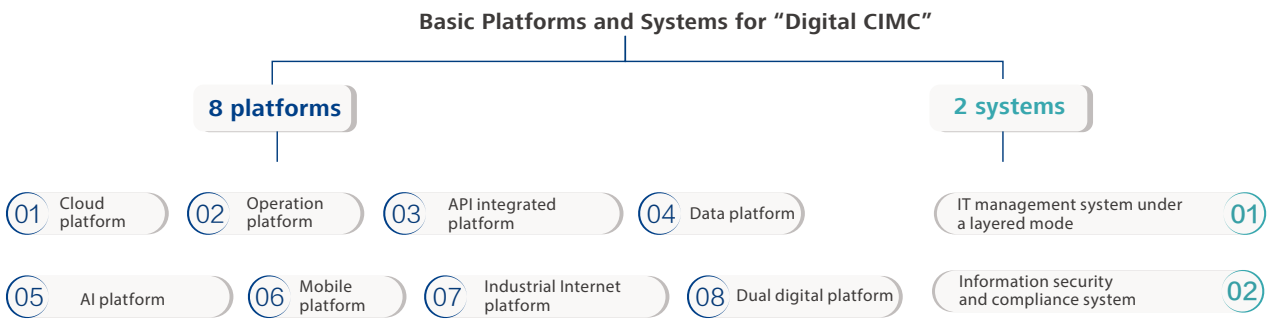 Basic Platforms and Systems for “Digital CIMC”
8 platforms
2 systems
01
Cloud
platform
02
Operation
platform
03
API integrated
platform
04
Data platform
05
AI platform
06
Mobile
platform
07
Industrial Internet
platform
08
Dual digital platform
IT management system under
a layered mode
01
Information security
and compliance system
02